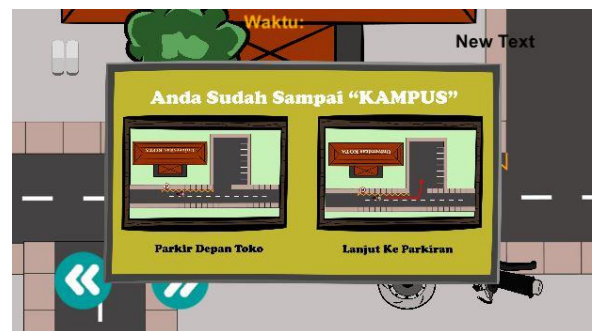 Waktu:
New Text
Anda Sudah Sampai “KAMPUS”
Parkir Depan Toko
Lanjut Ke Parkiran